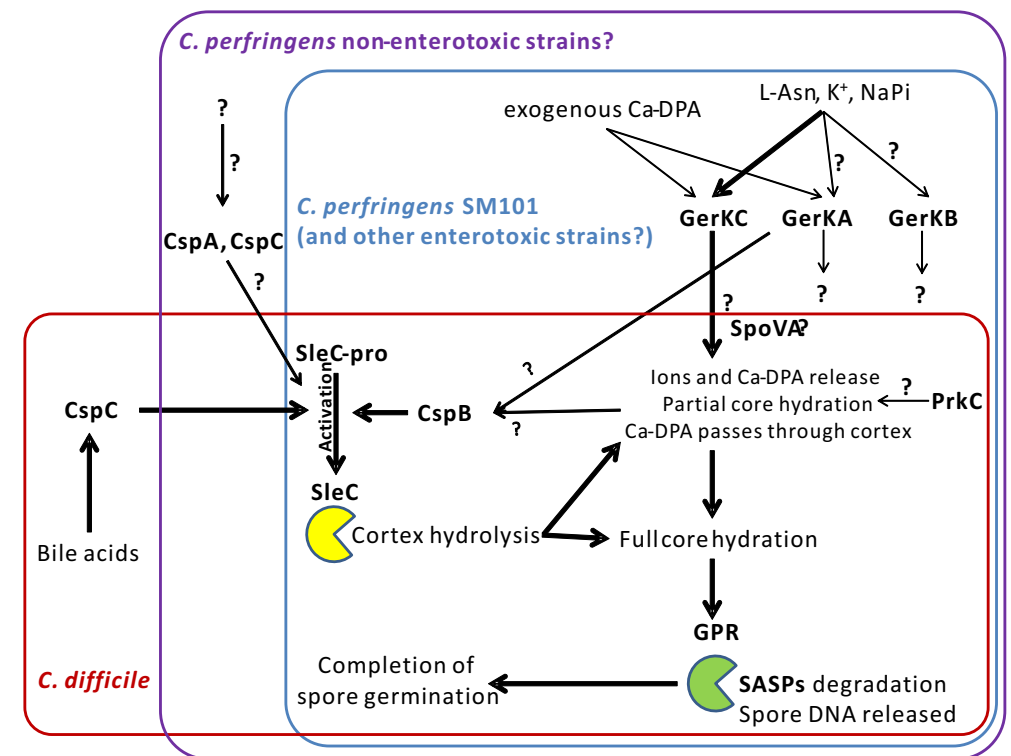 C. perfringens non-enterotoxic strains?
?
?
CspA, CspC
?
exogenous Ca-DPA
L-Asn, K⁺, NaPi
?
?
C. perfringens SM101
(and other enterotoxic strains?)
GerKC
GerKA
GerKB
?
?
?
SpoVA?
SleC-pro
Activation
?
?
CspC
CspB
Ions and Ca-DPA release
Partial core hydration
Ca-DPA passes through cortex
?
PrkC
SleC
Cortex hydrolysis
Full core hydration
Bile acids
GPR
C. difficile
Completion of
spore germination
SASPs degradation
Spore DNA released